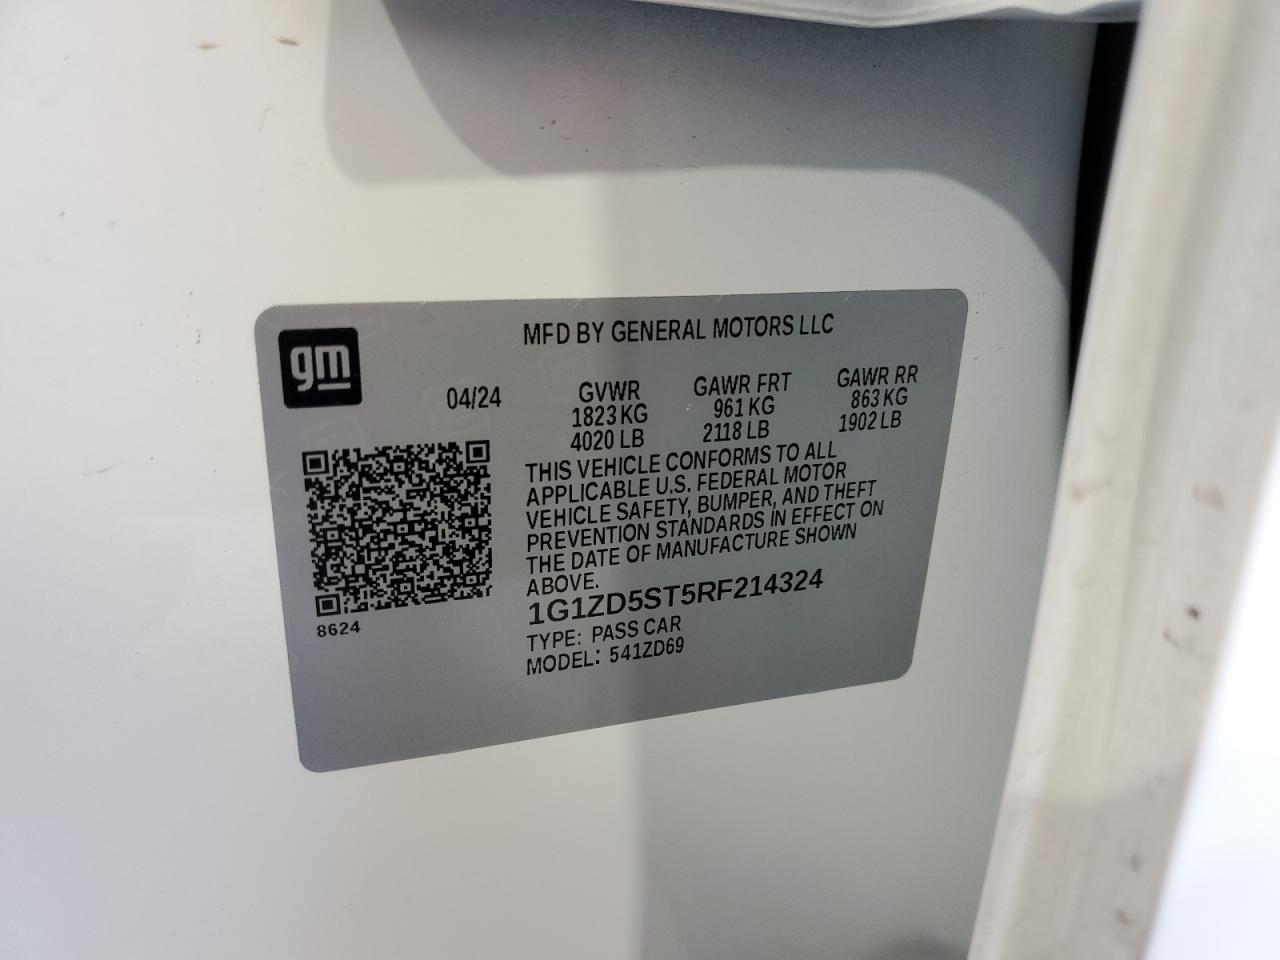 MFD BY GENERAL MOTORS LLC
gm
04/24
GVWR
1823 KG
4020 LB
GAWR FRT
961 KG
2118 LB
GAWR RR
863 KG
1902 LB
THIS VEHICLE CONFORMS TO ALL
APPLICABLE U.S. FEDERAL MOTOR
VEHICLE SAFETY, BUMPER, AND THEFT
PREVENTION STANDARDS IN EFFECT ON
THE DATE OF MANUFACTURE SHOWN
ABOVE.
1G1ZD5ST5RF214324
8624
TYPE: PASS CAR
MODEL: 541ZD69